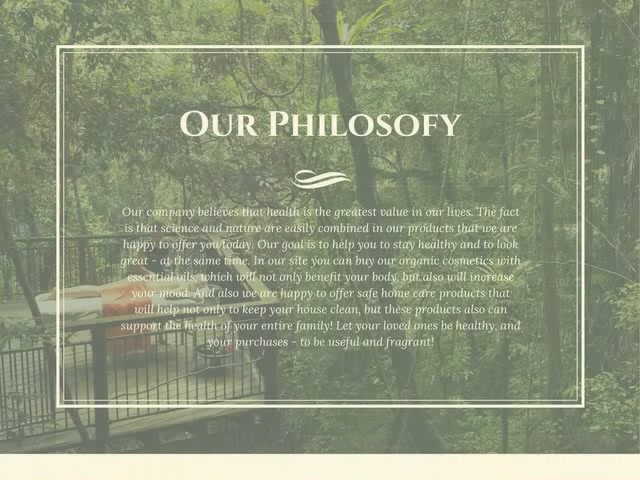 Our Philosofy
Our company believes that health is the greatest value in our lives. The fact
is that science and nature are easily combined in our products that we are
happy to offer you today. Our goal is to help you to stay healthy and to look
great - at the same time. In our site you can buy our organic cosmetics with
essential oils, which will not only benefit your body, but also will increase
your mood. And also we are happy to offer safe home care products that
will help not only to keep your house clean, but these products also can
support the health of your entire family! Let your loved ones be healthy, and
your purchases - to be useful and fragrant!